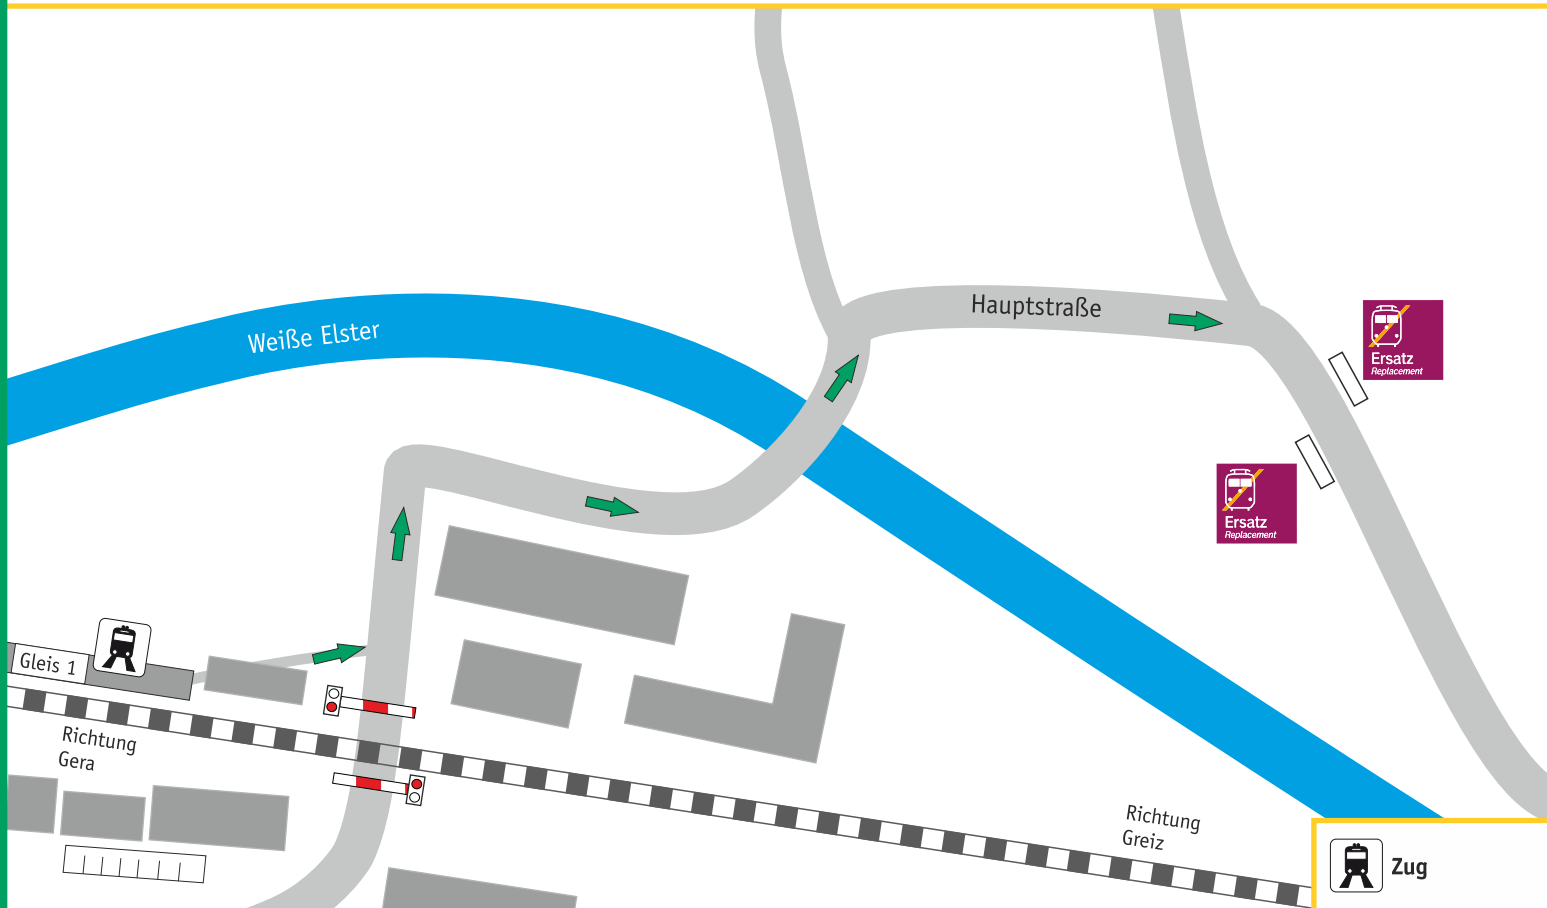 Weiße Elster
Hauptstraße
Ersatz
Replacement
Ersatz
Replacement
Gleis 1
Richtung
Gera
Richtung
Greiz
Zug